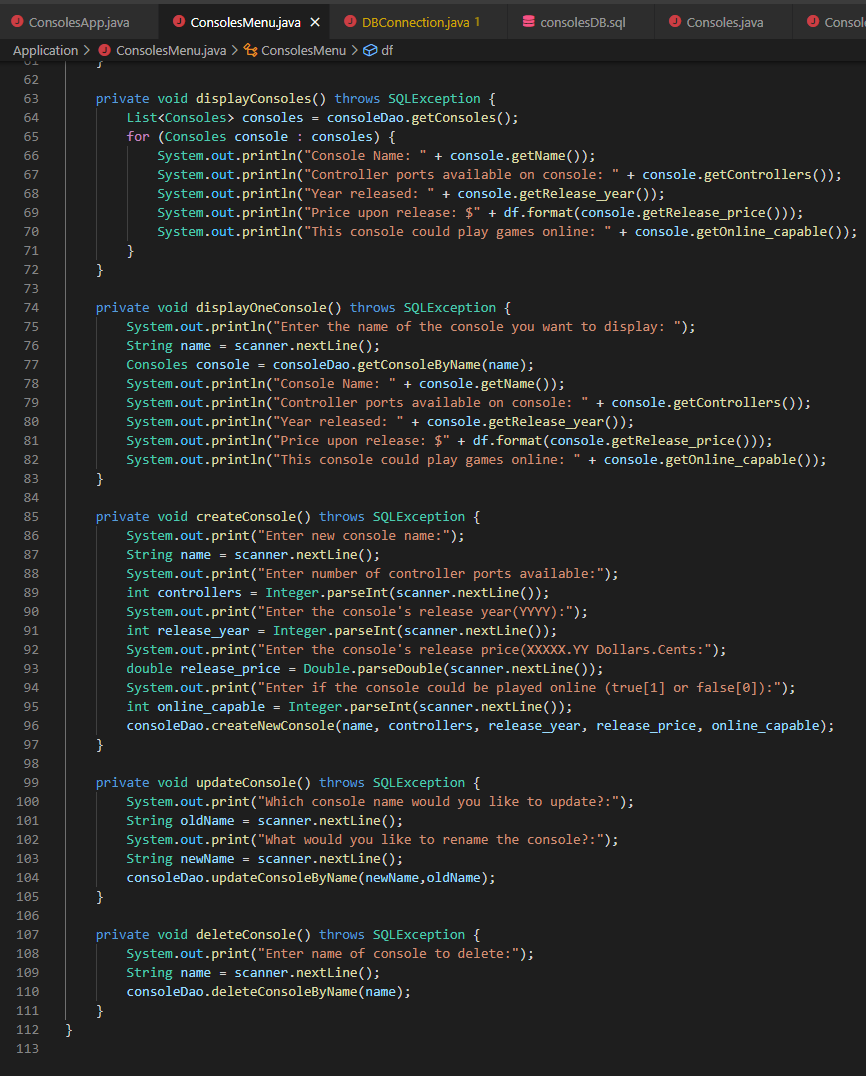 ConsolesApp.java ConsolesMenu.java × DBConnection.java 1 consolesDB.sql Consoles.java Consol
Application > ConsolesMenu.java > ConsolesMenu > df
61 }
62
63 private void displayConsoles() throws SQLException {
64 List<Consoles> consoles = consoleDao.getConsoles();
65 for (Consoles console : consoles) {
66 System.out.println("Console Name: " + console.getName());
67 System.out.println("Controller ports available on console: " + console.getControllers());
68 System.out.println("Year released: " + console.getRelease_year());
69 System.out.println("Price upon release: $" + df.format(console.getRelease_price()));
70 System.out.println("This console could play games online: " + console.getOnline_capable());
71 }
72 }
73
74 private void displayOneConsole() throws SQLException {
75 System.out.println("Enter the name of the console you want to display: ");
76 String name = scanner.nextLine();
77 Consoles console = consoleDao.getConsoleByName(name);
78 System.out.println("Console Name: " + console.getName());
79 System.out.println("Controller ports available on console: " + console.getControllers());
80 System.out.println("Year released: " + console.getRelease_year());
81 System.out.println("Price upon release: $" + df.format(console.getRelease_price()));
82 System.out.println("This console could play games online: " + console.getOnline_capable());
83 }
84
85 private void createConsole() throws SQLException {
86 System.out.print("Enter new console name:");
87 String name = scanner.nextLine();
88 System.out.print("Enter number of controller ports available:");
89 int controllers = Integer.parseInt(scanner.nextLine());
90 System.out.print("Enter the console's release year(YYYY):");
91 int release_year = Integer.parseInt(scanner.nextLine());
92 System.out.print("Enter the console's release price(XXXXX.YY Dollars.Cents:");
93 double release_price = Double.parseDouble(scanner.nextLine());
94 System.out.print("Enter if the console could be played online (true[1] or false[0]):");
95 int online_capable = Integer.parseInt(scanner.nextLine());
96 consoleDao.createNewConsole(name, controllers, release_year, release_price, online_capable);
97 }
98
99 private void updateConsole() throws SQLException {
100 System.out.print("Which console name would you like to update?:");
101 String oldName = scanner.nextLine();
102 System.out.print("What would you like to rename the console?:");
103 String newName = scanner.nextLine();
104 consoleDao.updateConsoleByName(newName,oldName);
105 }
106
107 private void deleteConsole() throws SQLException {
108 System.out.print("Enter name of console to delete:");
109 String name = scanner.nextLine();
110 consoleDao.deleteConsoleByName(name);
111 }
112 }
113